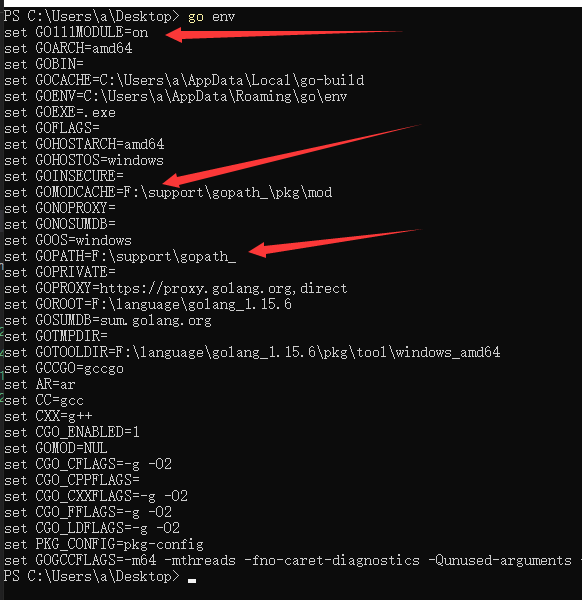 PS C:\Users\a\Desktop> go env
set GO111MODULE=on
set GOARCH=amd64
set GOBIN=
set GOCACHE=C:\Users\a\AppData\Local\go-build
set GOENV=C:\Users\a\AppData\Roaming\go\env
set GOEXE=.exe
set GOFLAGS=
set GOHOSTARCH=amd64
set GOHOSTOS=windows
set GOINSECURE=
set GOMODCACHE=F:\support\gopath_\pkg\mod
set GONOPROXY=
set GONOSUMDB=
set GOOS=windows
set GOPATH=F:\support\gopath_
set GOPRIVATE=
set GOPROXY=https://proxy.golang.org,direct
set GOROOT=F:\language\golang_1.15.6
set GOSUMDB=sum.golang.org
set GOTMPDIR=
set GOTOOLDIR=F:\language\golang_1.15.6\pkg\tool\windows_amd64
set GCCGO=gccgo
set AR=ar
set CC=gcc
set CXX=g++
set CGO_ENABLED=1
set GOMOD=NUL
set CGO_CFLAGS=-g -O2
set CGO_CPPFLAGS=
set CGO_CXXFLAGS=-g -O2
set CGO_FFLAGS=-g -O2
set CGO_LDFLAGS=-g -O2
set PKG_CONFIG=pkg-config
set GOGCCFLAGS=-m64 -mthreads -fno-caret-diagnostics -Qunused-arguments -
PS C:\Users\a\Desktop>